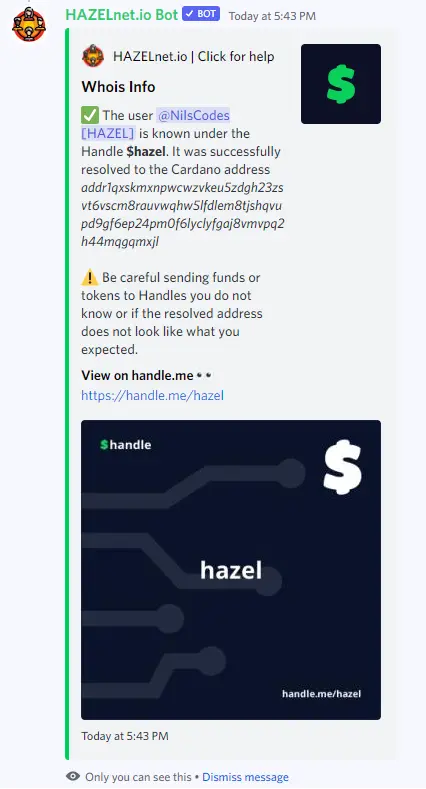 HAZELnet.io Bot ✓ BOT Today at 5:43 PM
HAZELnet.io | Click for help
$
Whois Info
✅ The user @NilsCodes
[HAZEL] is known under the
Handle $hazel. It was successfully
resolved to the Cardano address
addr1qxskmxnpwcwzvkeu5zdgh23zs
vt6vscm8rauvwqhw5lfdlem8tjshqvu
pd9gf6ep24pm0f6lyclyfgaj8vmvpq2
h44mqgqmxjl
⚠️ Be careful sending funds or
tokens to Handles you do not
know or if the resolved address
does not look like what you
expected.
View on handle.me 👀
https://handle.me/hazel
$handle
$
hazel
handle.me/hazel
Today at 5:43 PM
Only you can see this • Dismiss message